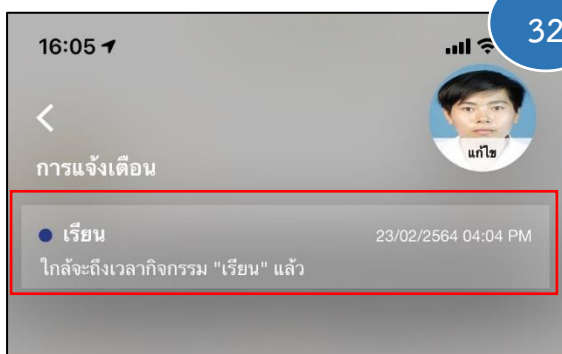 32
16:05
แก้ไข
การแจ้งเตือน
เรียน
23/02/2564 04:04 PM
ใกล้จะถึงเวลากิจกรรม "เรียน" แล้ว